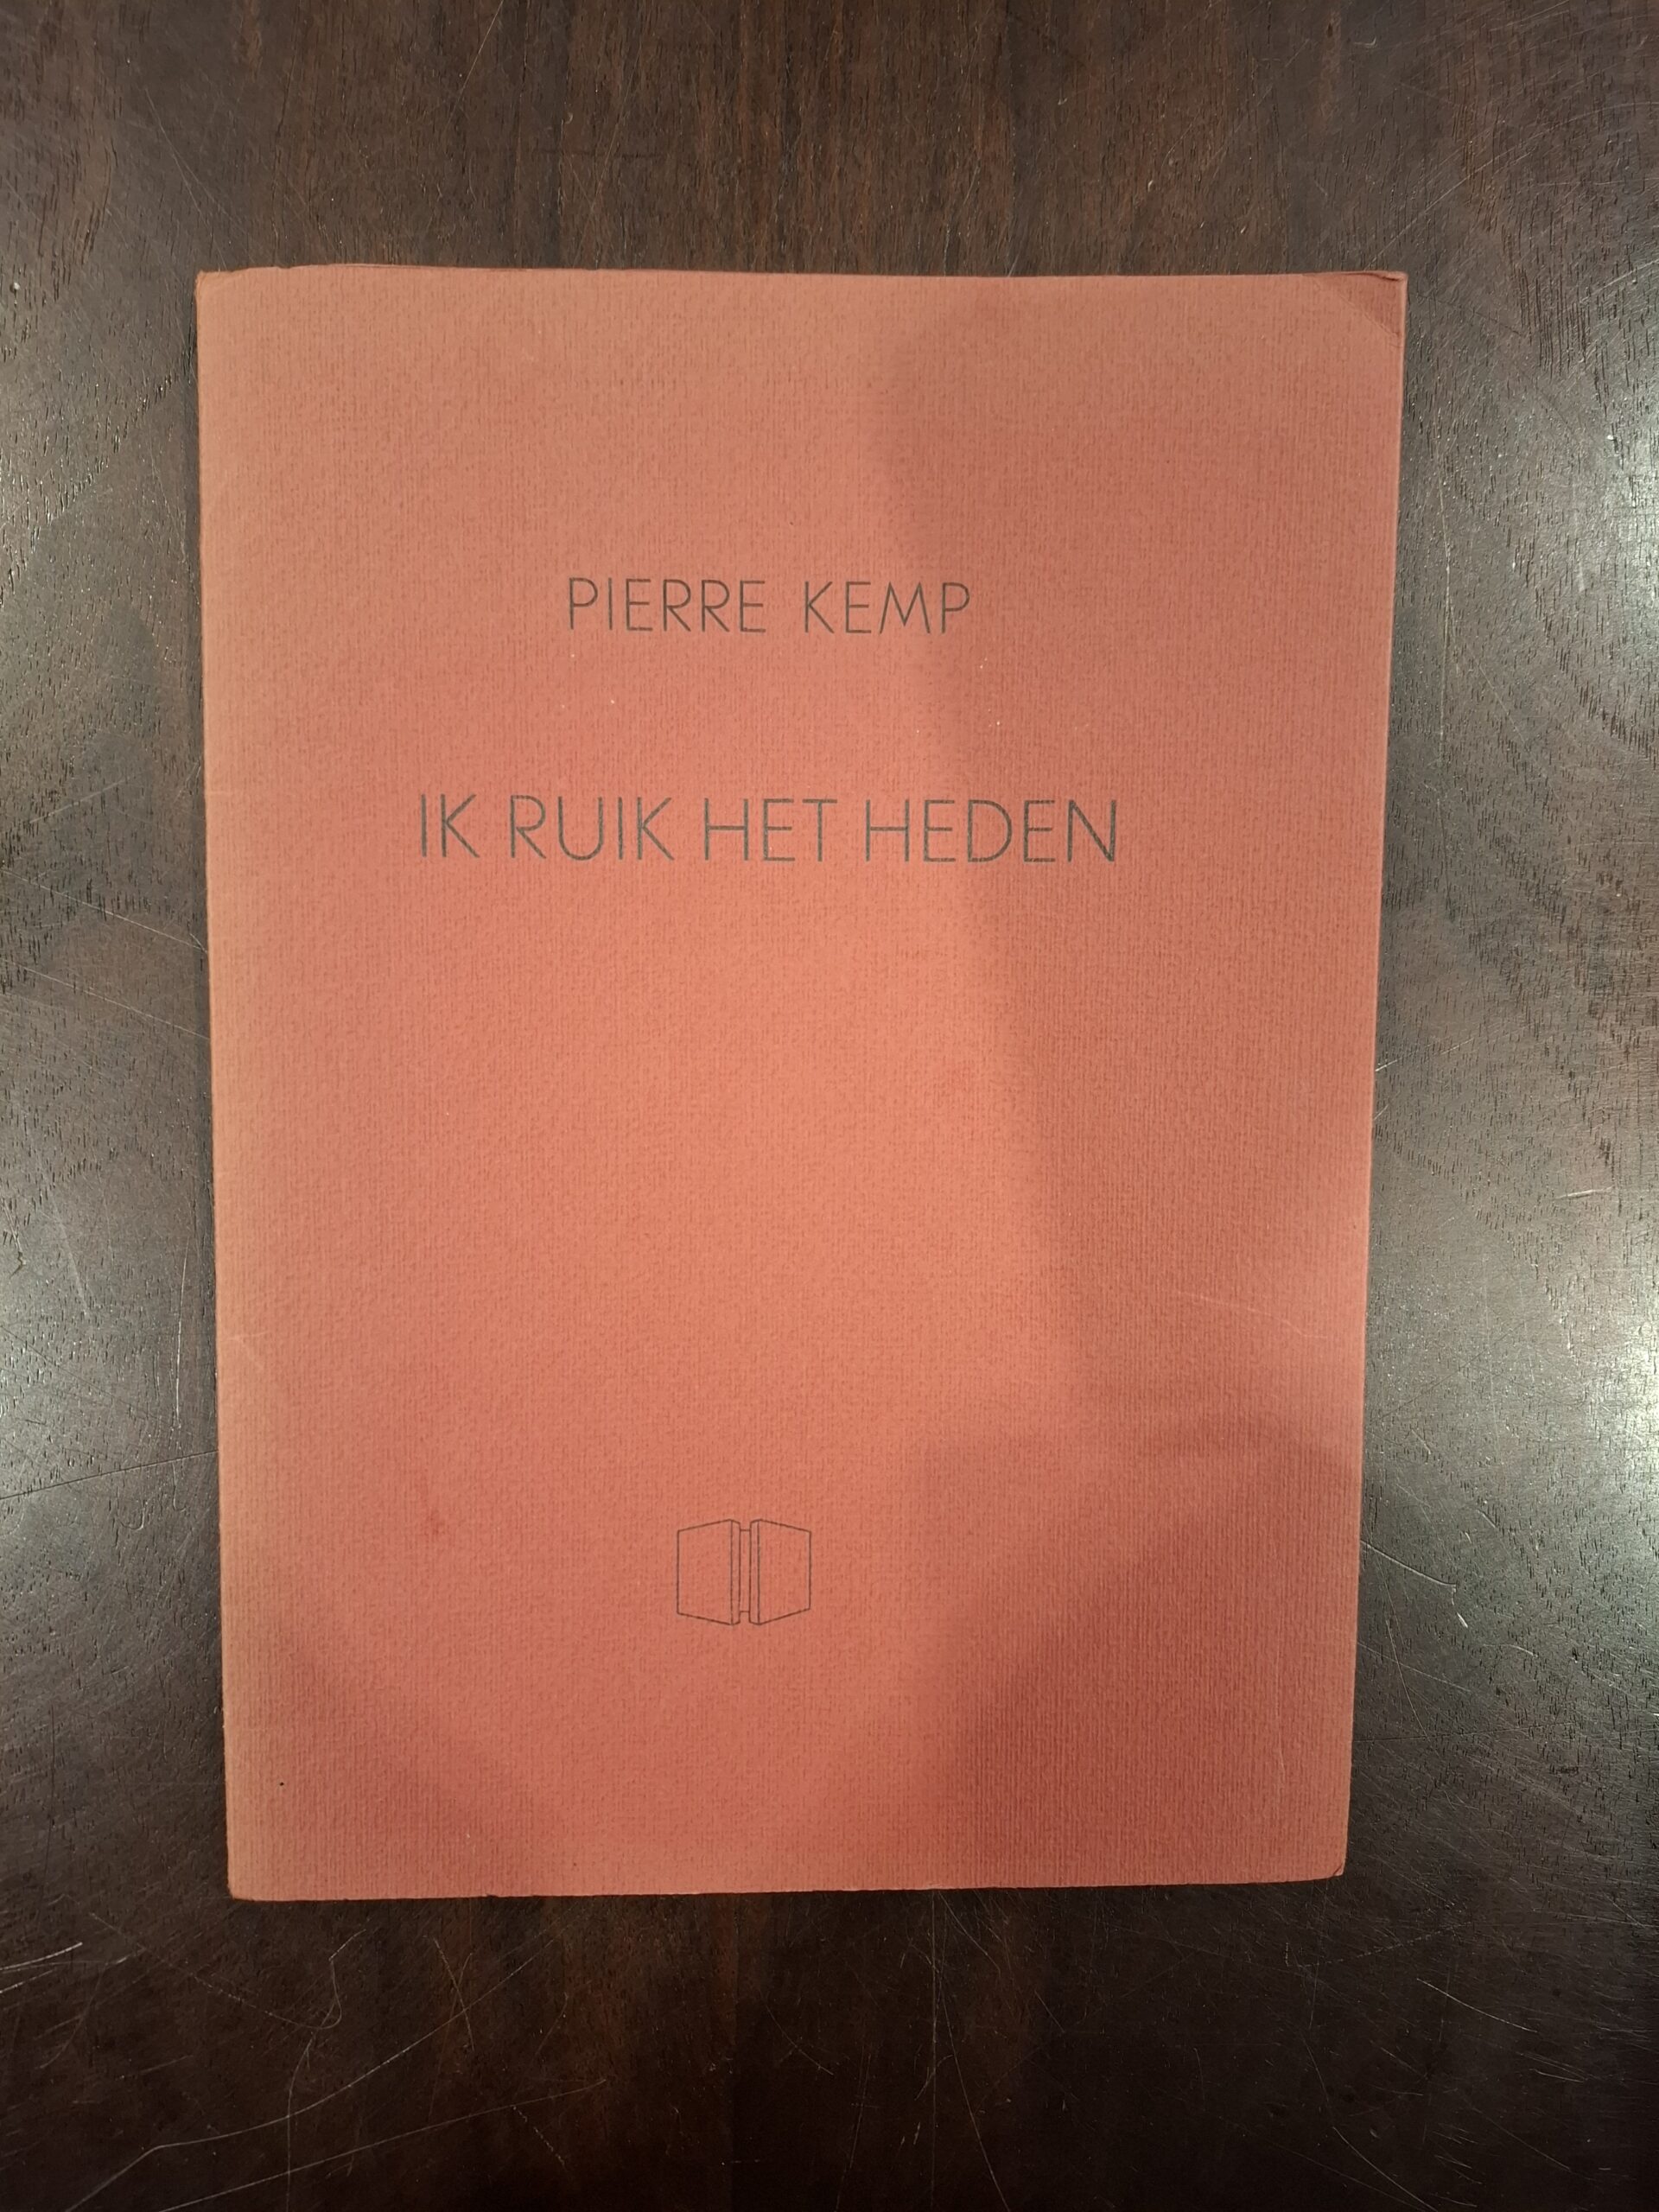 PIERRE KEMP
IK RUIK HET HEDEN